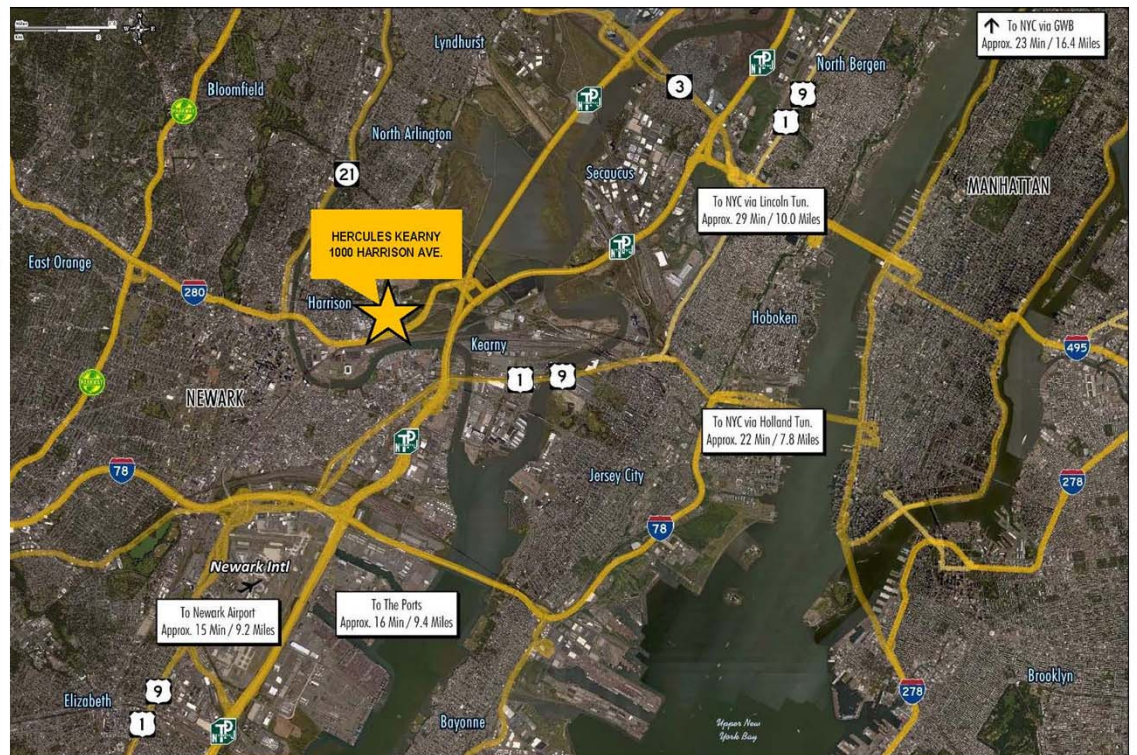 Miles
Km
↑ To NYC via GWB
Approx. 23 Min / 16.4 Miles
Lyndhurst
North Bergen
Bloomfield
3
9
1
North Arlington
21
Secaucus
MANHATTAN
To NYC via Lincoln Tun.
Approx. 29 Min / 10.0 Miles
HERCULES KEARNY
1000 HARRISON AVE.
East Orange
280
Harrison
Hoboken
Kearny
495
1
9
NEWARK
To NYC via Holland Tun.
Approx. 22 Min / 7.8 Miles
78
Jersey City
278
78
Newark Intl
To Newark Airport
Approx. 15 Min / 9.2 Miles
To The Ports
Approx. 16 Min / 9.4 Miles
Elizabeth
9
1
Bayonne
Upper New
York Bay
Brooklyn
278